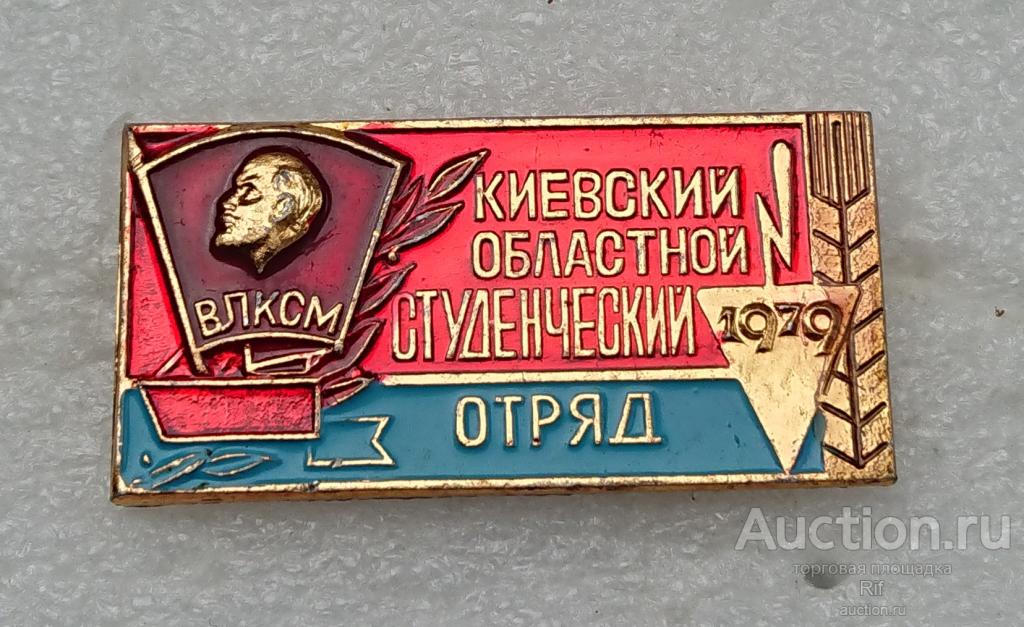 ВЛКСМ
КИЕВСКИЙ
ОБЛАСТНОЙ
СТУДЕНЧЕСКИЙ
1979
ОТРЯД
Auction.ru
торговая площадка
Rif
auction.ru